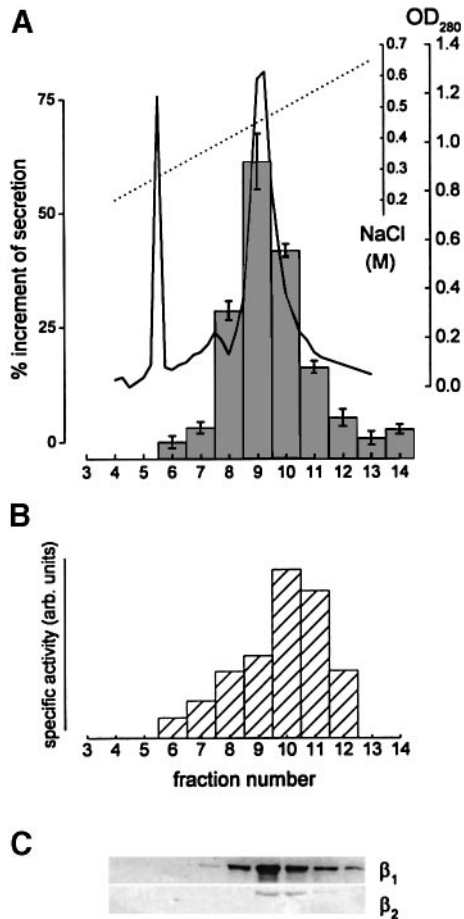 A
OD280
0.7
1.4
0.6
1.2
75
0.5
1.0
0.4
0.3
0.8
0.2
50
NaCl
0.6
(M)
0.4
25
0.2
0.0
0
% increment of secretion
3 4 5 6 7 8 9 10 11 12 13 14
B
specific activity (arb. units)
3 4 5 6 7 8 9 10 11 12 13 14
fraction number
C
β1
β2